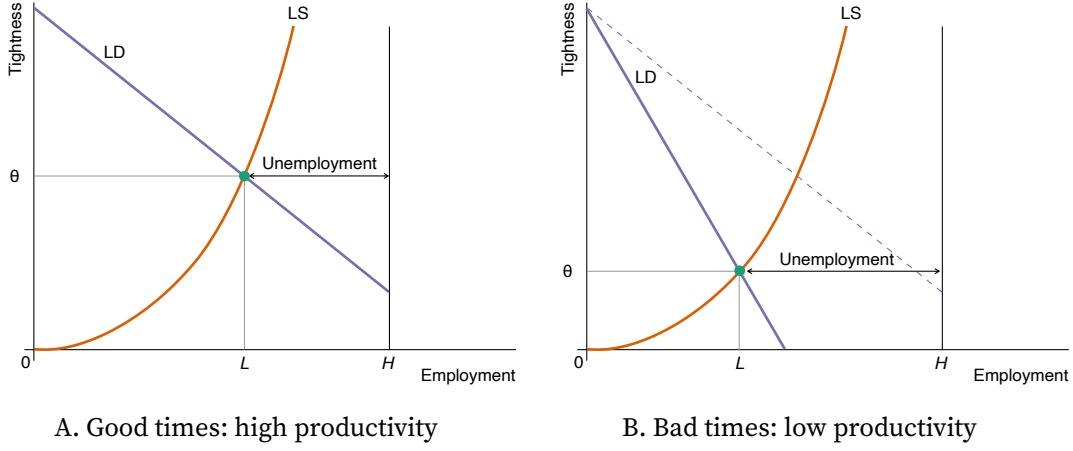 Tightness
LS
LD
Unemployment
θ
0
L
H
Employment
A. Good times: high productivity
Tightness
LS
LD
Unemployment
θ
0
L
H
Employment
B. Bad times: low productivity